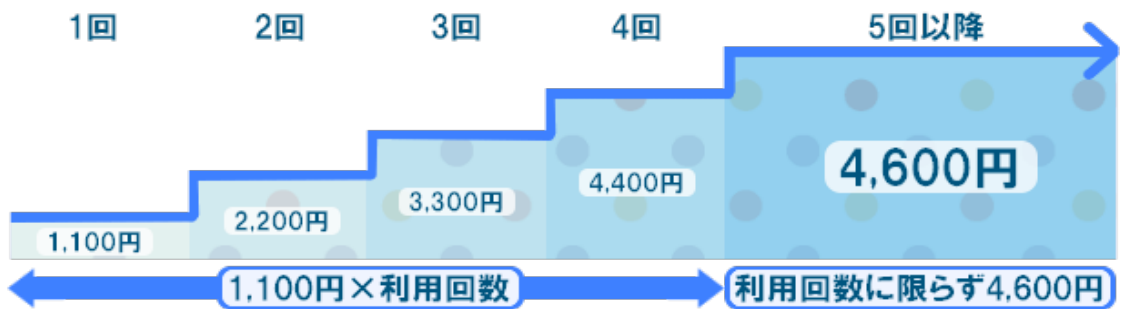 1回 2回 3回 4回 5回以降
1,100円 2,200円 3,300円 4,400円 4,600円
1,100円×利用回数 利用回数に限らず4,600円